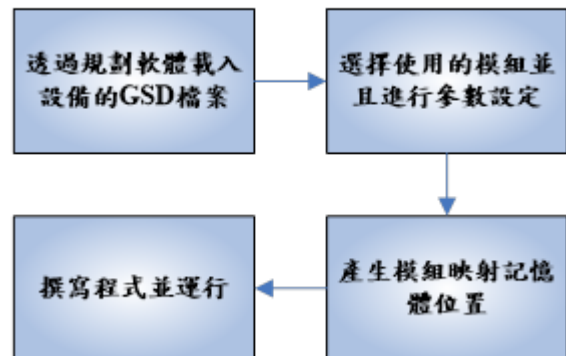 透過規劃軟體載入
設備的GSD檔案
選擇使用的模組並
且進行參數設定
產生模組映射記憶
體位置
撰寫程式並運行